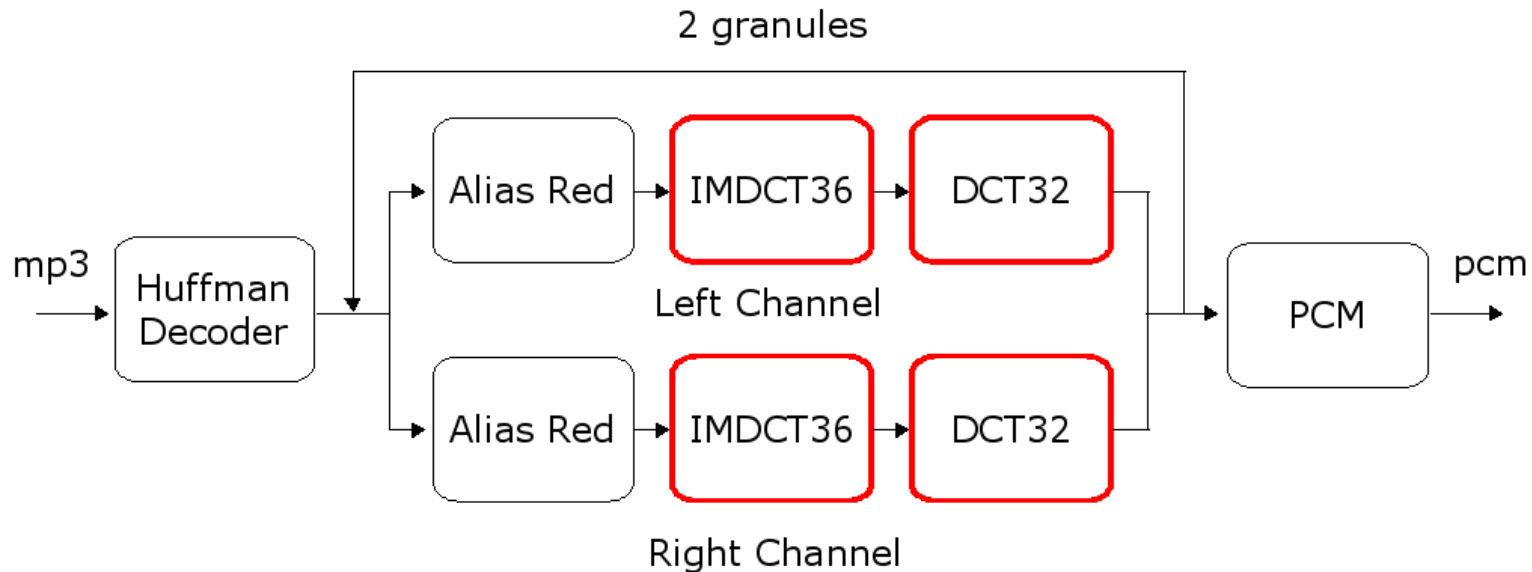 2 granules
Alias Red
IMDCT36
DCT32
mp3
Huffman
Decoder
Left Channel
PCM
pcm
Alias Red
IMDCT36
DCT32
Right Channel